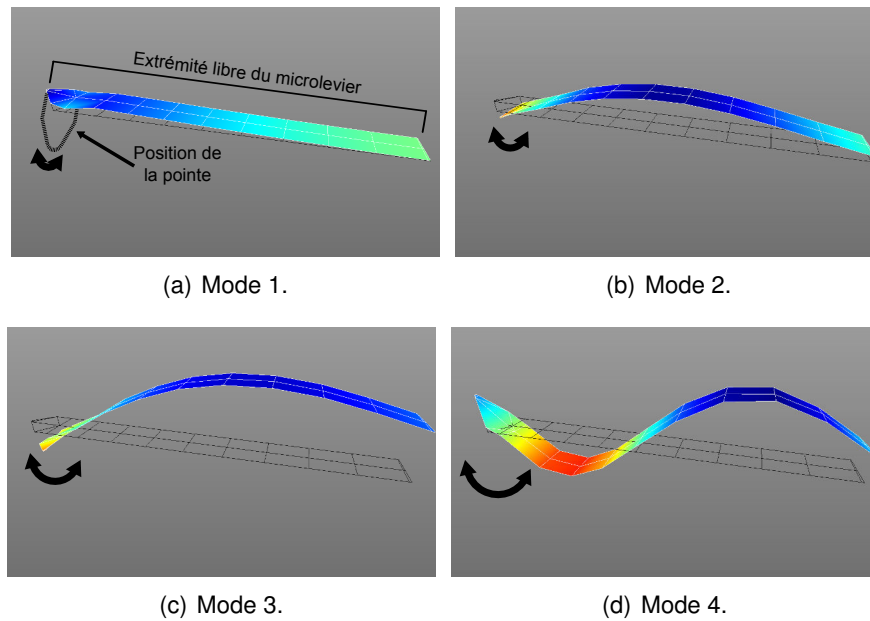 Extrémité libre du microlevier
Position de
la pointe
(a) Mode 1.
(b) Mode 2.
(c) Mode 3.
(d) Mode 4.